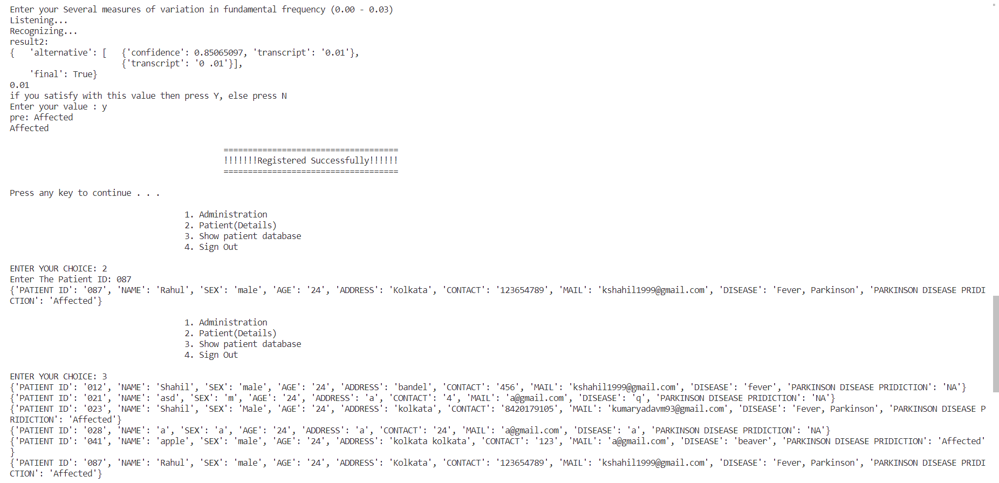 Enter your Several measures of variation in fundamental frequency (0.00 - 0.03)
Listening...
Recognizing...
result2:
{   'alternative': [   {'confidence': 0.85065097, 'transcript': '0.01'},
                       {'transcript': '0 .01'}],
    'final': True}
0.01
if you satisfy with this value then press Y, else press N
Enter your value : y
pre: Affected
Affected
====================================
!!!!!!!Registered Successfully!!!!!!
====================================
Press any key to continue . . .
1. Administration
2. Patient(Details)
3. Show patient database
4. Sign Out
ENTER YOUR CHOICE: 2
Enter The Patient ID: 087
{'PATIENT ID': '087', 'NAME': 'Rahul', 'SEX': 'male', 'AGE': '24', 'ADDRESS': 'Kolkata', 'CONTACT': '123654789', 'MAIL': 'kshahil1999@gmail.com', 'DISEASE': 'Fever, Parkinson', 'PARKINSON DISEASE PRIDI
CTION': 'Affected'}
1. Administration
2. Patient(Details)
3. Show patient database
4. Sign Out
ENTER YOUR CHOICE: 3
{'PATIENT ID': '012', 'NAME': 'Shahil', 'SEX': 'male', 'AGE': '24', 'ADDRESS': 'bandel', 'CONTACT': '456', 'MAIL': 'kshahil1999@gmail.com', 'DISEASE': 'fever', 'PARKINSON DISEASE PRIDICTION': 'NA'}
{'PATIENT ID': '021', 'NAME': 'asd', 'SEX': 'm', 'AGE': '24', 'ADDRESS': 'a', 'CONTACT': '4', 'MAIL': 'a@gmail.com', 'DISEASE': 'q', 'PARKINSON DISEASE PRIDICTION': 'NA'}
{'PATIENT ID': '023', 'NAME': 'Shahil', 'SEX': 'Male', 'AGE': '24', 'ADDRESS': 'kolkata', 'CONTACT': '8420179105', 'MAIL': 'kumaryadavm93@gmail.com', 'DISEASE': 'Fever, Parkinson', 'PARKINSON DISEASE P
RIDICTION': 'Affected'}
{'PATIENT ID': '028', 'NAME': 'a', 'SEX': 'a', 'AGE': '24', 'ADDRESS': 'a', 'CONTACT': '24', 'MAIL': 'a@gmail.com', 'DISEASE': 'a', 'PARKINSON DISEASE PRIDICTION': 'NA'}
{'PATIENT ID': '041', 'NAME': 'apple', 'SEX': 'male', 'AGE': '24', 'ADDRESS': 'kolkata kolkata', 'CONTACT': '123', 'MAIL': 'a@gmail.com', 'DISEASE': 'beaver', 'PARKINSON DISEASE PRIDICTION': 'Affected'
}
{'PATIENT ID': '087', 'NAME': 'Rahul', 'SEX': 'male', 'AGE': '24', 'ADDRESS': 'Kolkata', 'CONTACT': '123654789', 'MAIL': 'kshahil1999@gmail.com', 'DISEASE': 'Fever, Parkinson', 'PARKINSON DISEASE PRIDI
CTION': 'Affected'}